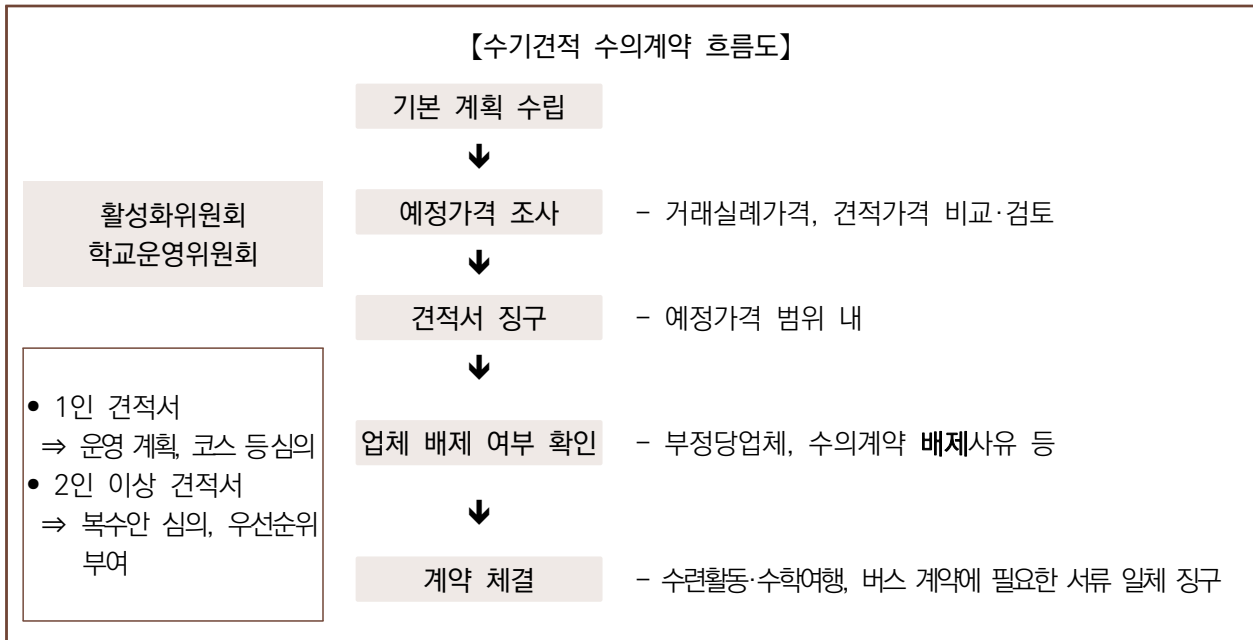 【수기견적 수의계약 흐름도】
기본 계획 수립
↓
활성화위원회
학교운영위원회
예정가격 조사
- 거래실례가격, 견적가격 비교·검토
↓
견적서 징구
- 예정가격 범위 내
↓
• 1인 견적서
⇒ 운영 계획, 코스 등 심의
• 2인 이상 견적서
⇒ 복수안 심의, 우선순위
부여
업체 배제 여부 확인
- 부정당업체, 수의계약 배제사유 등
↓
계약 체결
- 수련활동·수학여행, 버스 계약에 필요한 서류 일체 징구